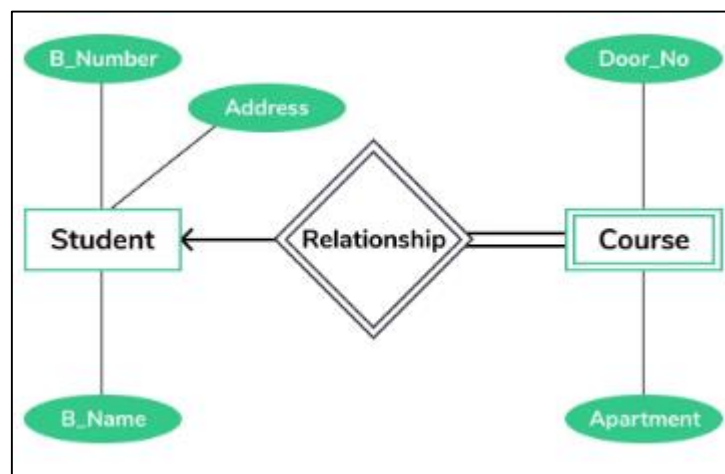 B_Number
Door_No
Address
Student
Relationship
Course
B_Name
Apartment